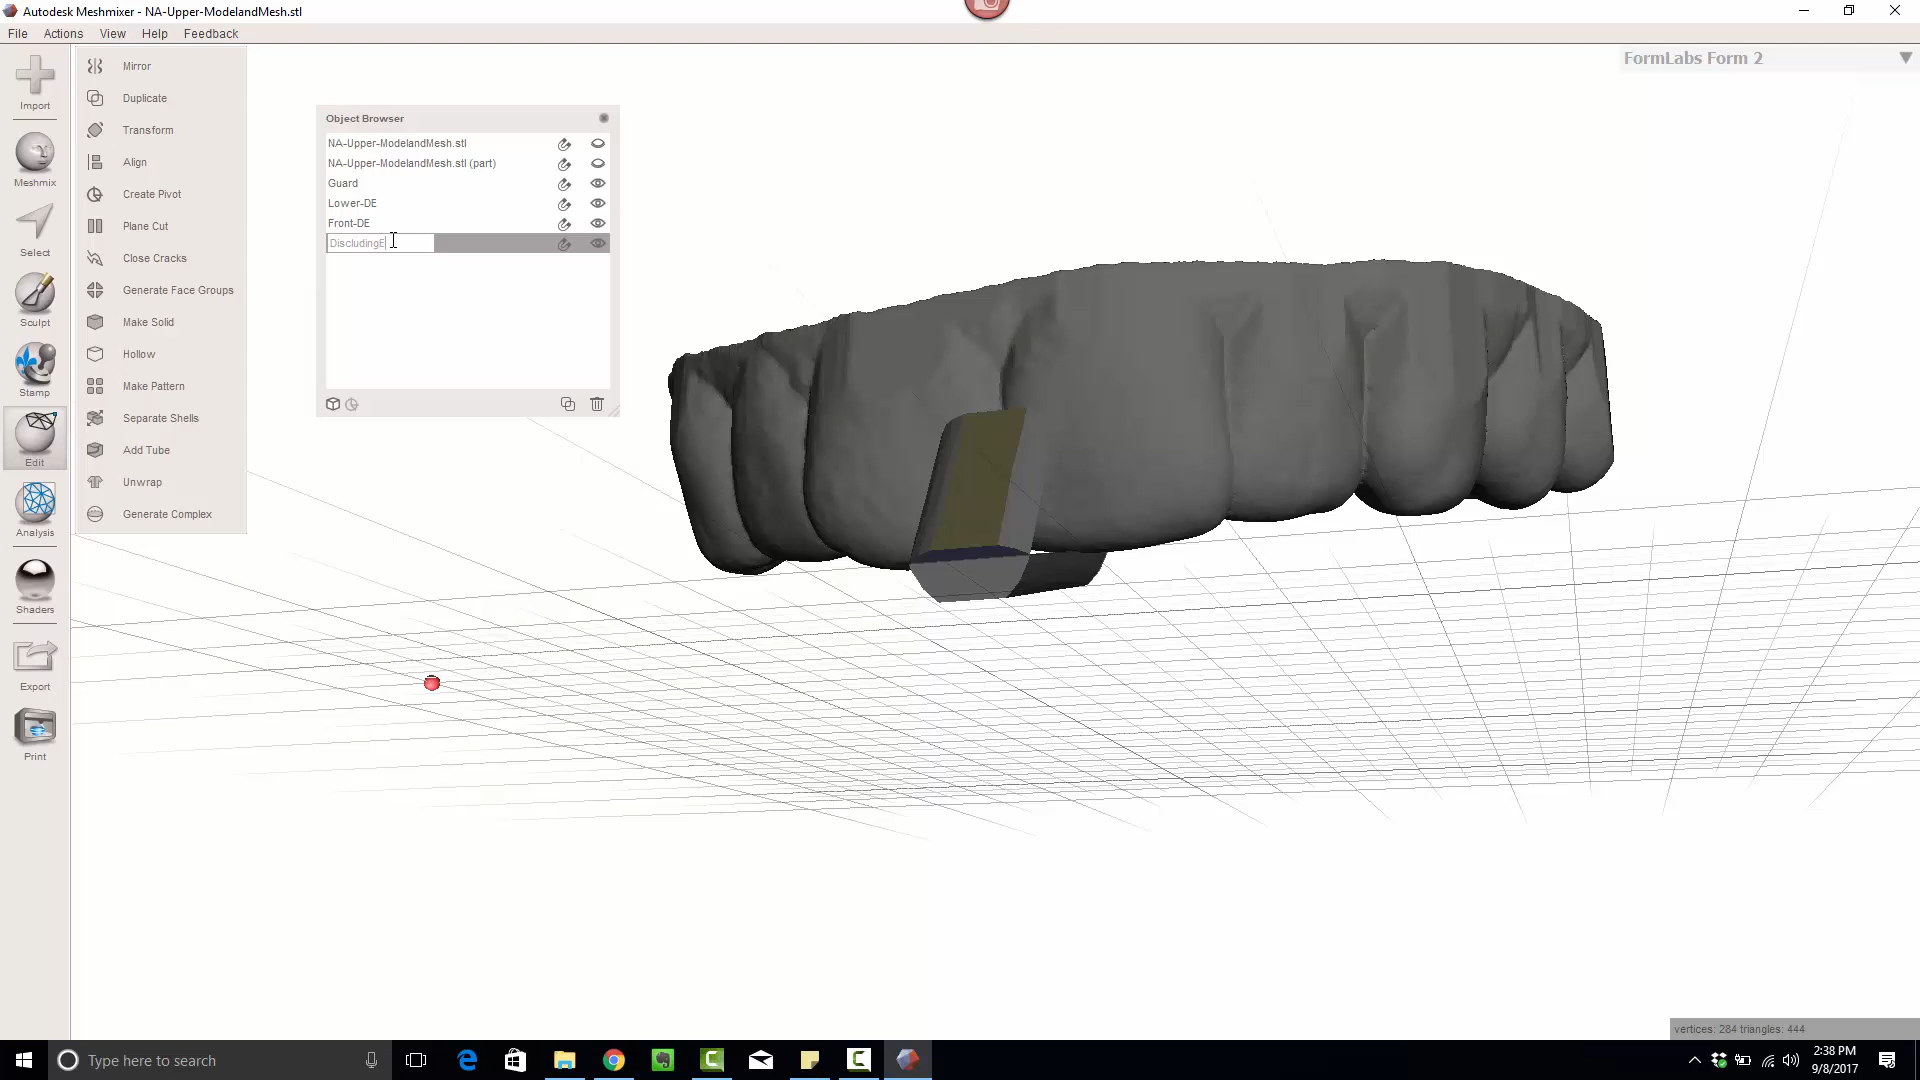 Autodesk Meshmixer - NA-Upper-ModelandMesh.stl
File Actions View Help Feedback
FormLabs Form 2
Import
Meshmix
Select
Sculpt
Stamp
Edit
Analysis
Shaders
Export
Print
Mirror
Duplicate
Transform
Align
Create Pivot
Plane Cut
Close Cracks
Generate Face Groups
Make Solid
Hollow
Make Pattern
Separate Shells
Add Tube
Unwrap
Generate Complex
Object Browser
NA-Upper-ModelandMesh.stl
NA-Upper-ModelandMesh.stl (part)
Guard
Lower-DE
Front-DE
DiscludingE
vertices: 284 triangles: 444
Type here to search
2:38 PM
9/8/2017